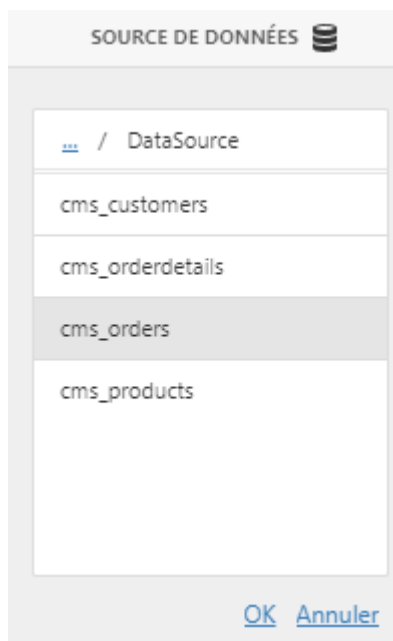 SOURCE DE DONNÉES
... / DataSource
cms_customers
cms_orderdetails
cms_orders
cms_products
OK Annuler